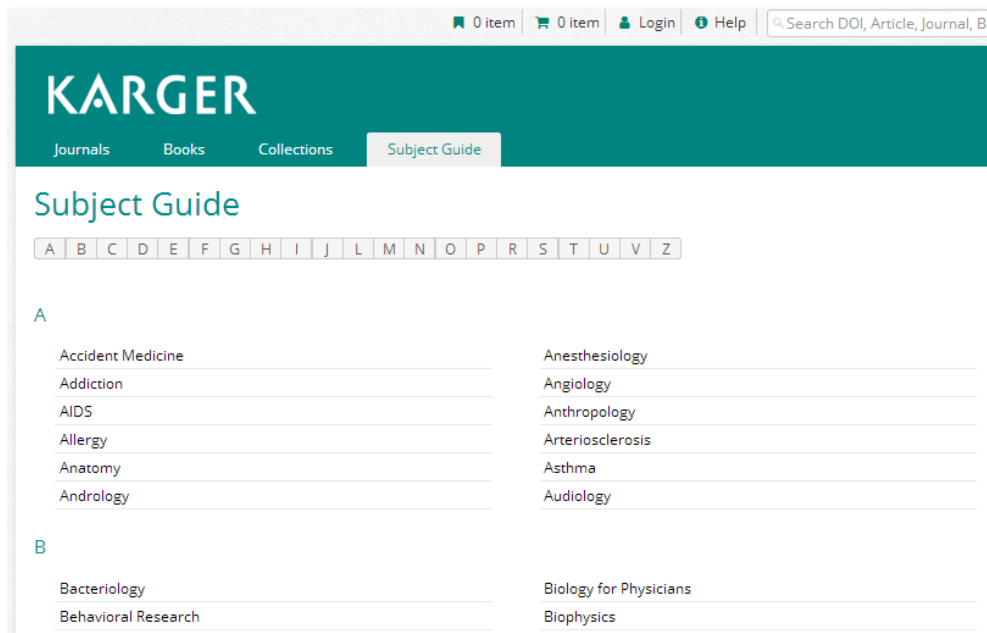 0 item 0 item Login Help Search DOI, Article, Journal, B
KARGER
Journals Books Collections Subject Guide
Subject Guide
A B C D E F G H I J L M N O P R S T U V Z
A
Accident Medicine
Addiction
AIDS
Allergy
Anatomy
Andrology
Anesthesiology
Angiology
Anthropology
Arteriosclerosis
Asthma
Audiology
B
Bacteriology
Behavioral Research
Biology for Physicians
Biophysics